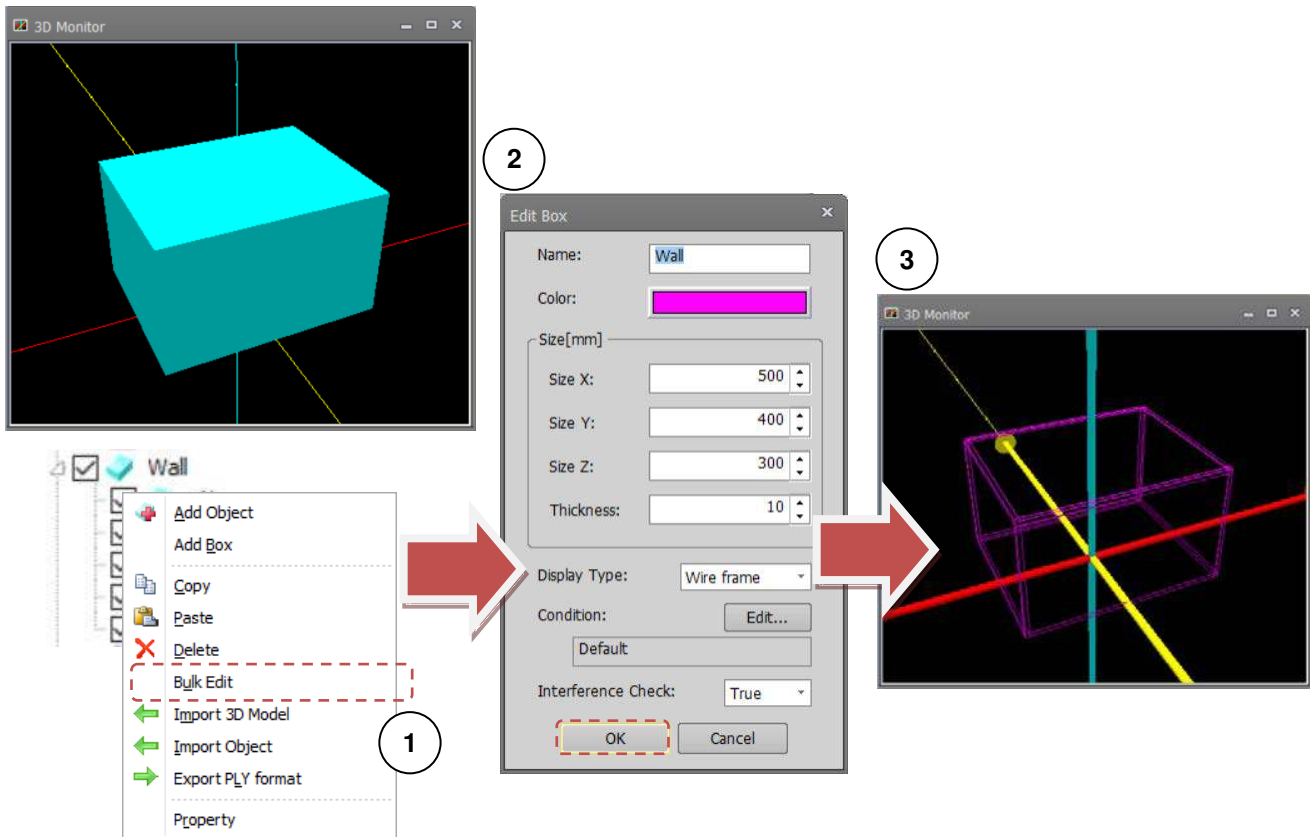 3D Monitor
Wall
Add Object
Add Box
Copy
Paste
Delete
Bulk Edit
Import 3D Model
Import Object
Export PLY format
Property
1
2
Edit Box
Name:
Wall
Color:
Size[mm]
Size X:
500
Size Y:
400
Size Z:
300
Thickness:
10
Display Type:
Wire frame
Condition:
Edit...
Default
Interference Check:
True
OK
Cancel
3
3D Monitor